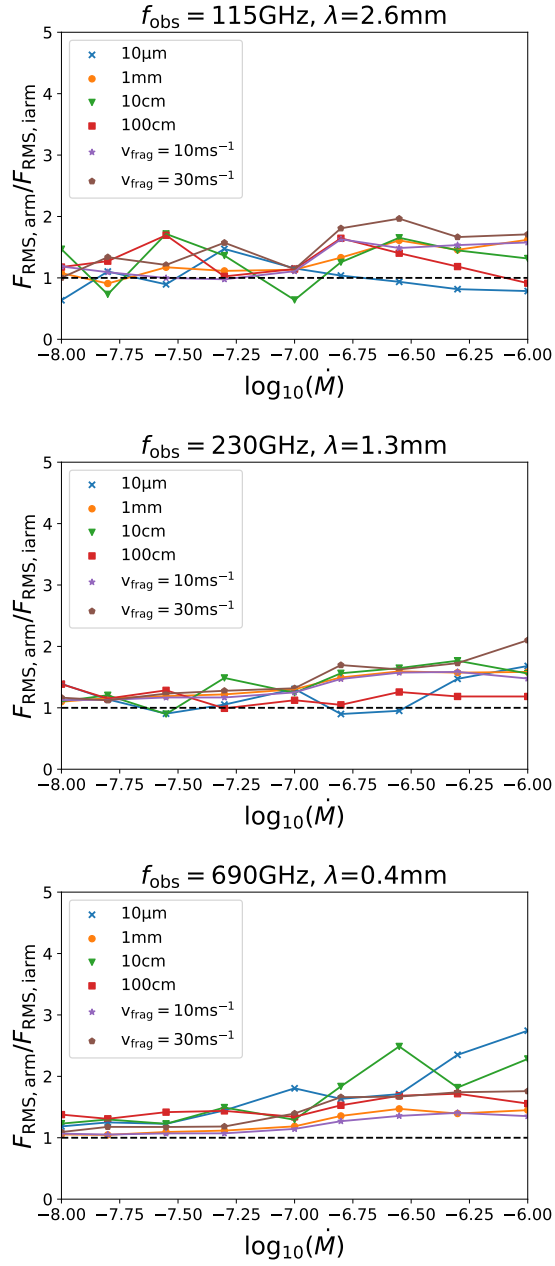 f_obs = 115GHz, λ=2.6mm
F_RMS, arm/F_RMS, iarm
5
4
3
2
1
0
10μm
1mm
10cm
100cm
v_frag = 10ms⁻¹
v_frag = 30ms⁻¹
−8.00 −7.75 −7.50 −7.25 −7.00 −6.75 −6.50 −6.25 −6.00
log₁₀(Ṁ)
f_obs = 230GHz, λ=1.3mm
F_RMS, arm/F_RMS, iarm
5
4
3
2
1
0
10μm
1mm
10cm
100cm
v_frag = 10ms⁻¹
v_frag = 30ms⁻¹
−8.00 −7.75 −7.50 −7.25 −7.00 −6.75 −6.50 −6.25 −6.00
log₁₀(Ṁ)
f_obs = 690GHz, λ=0.4mm
F_RMS, arm/F_RMS, iarm
5
4
3
2
1
0
10μm
1mm
10cm
100cm
v_frag = 10ms⁻¹
v_frag = 30ms⁻¹
−8.00 −7.75 −7.50 −7.25 −7.00 −6.75 −6.50 −6.25 −6.00
log₁₀(Ṁ)